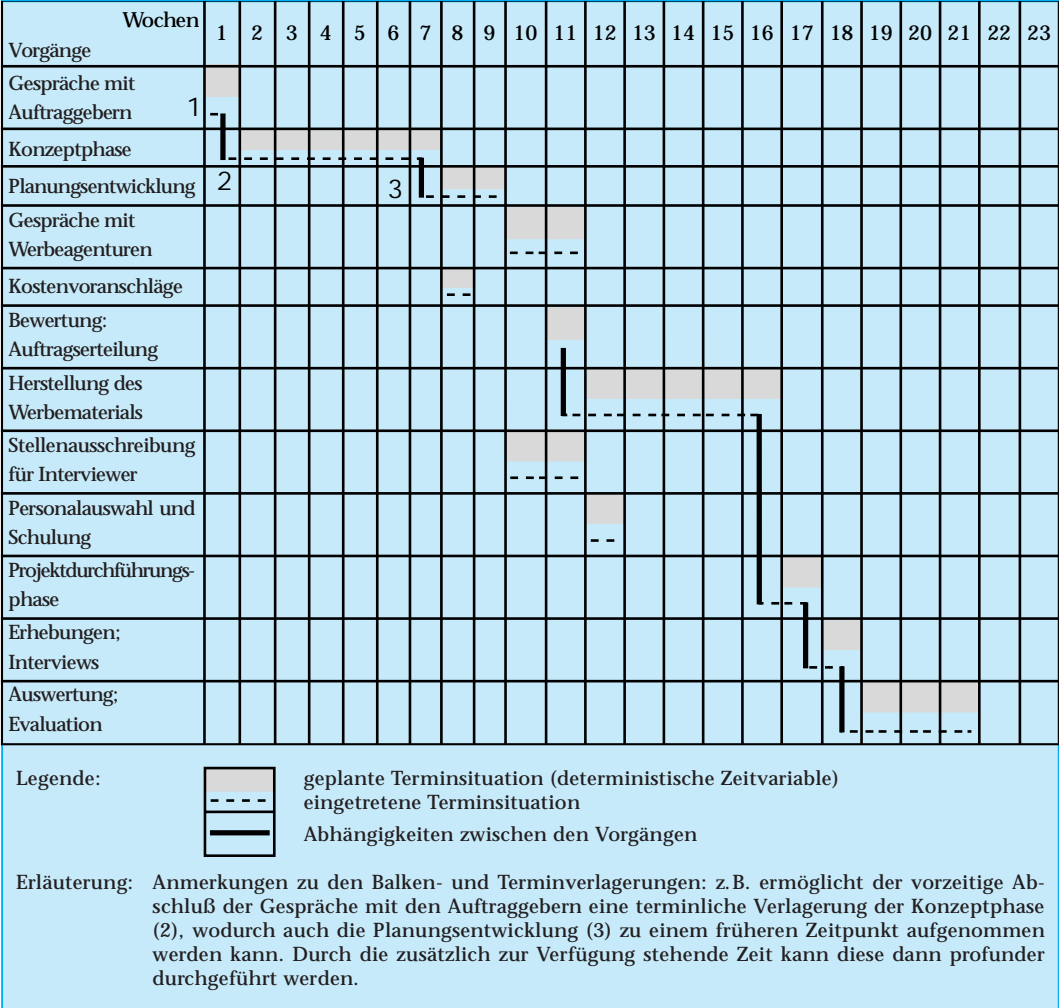 Wochen
Vorgänge
1 2 3 4 5 6 7 8 9 10 11 12 13 14 15 16 17 18 19 20 21 22 23
Gespräche mit
Auftraggebern 1
Konzeptphase
Planungsentwicklung 2 3
Gespräche mit
Werbeagenturen
Kostenvoranschläge
Bewertung:
Auftragserteilung
Herstellung des
Werbematerials
Stellenausschreibung
für Interviewer
Personalauswahl und
Schulung
Projektdurchführungs-
phase
Erhebungen;
Interviews
Auswertung;
Evaluation
Legende: geplante Terminsituation (deterministische Zeitvariable)
eingetretene Terminsituation
Abhängigkeiten zwischen den Vorgängen
Erläuterung: Anmerkungen zu den Balken- und Terminverlagerungen: z.B. ermöglicht der vorzeitige Ab-
schluß der Gespräche mit den Auftraggebern eine terminliche Verlagerung der Konzeptphase
(2), wodurch auch die Planungsentwicklung (3) zu einem früheren Zeitpunkt aufgenommen
werden kann. Durch die zusätzlich zur Verfügung stehende Zeit kann diese dann profunder
durchgeführt werden.